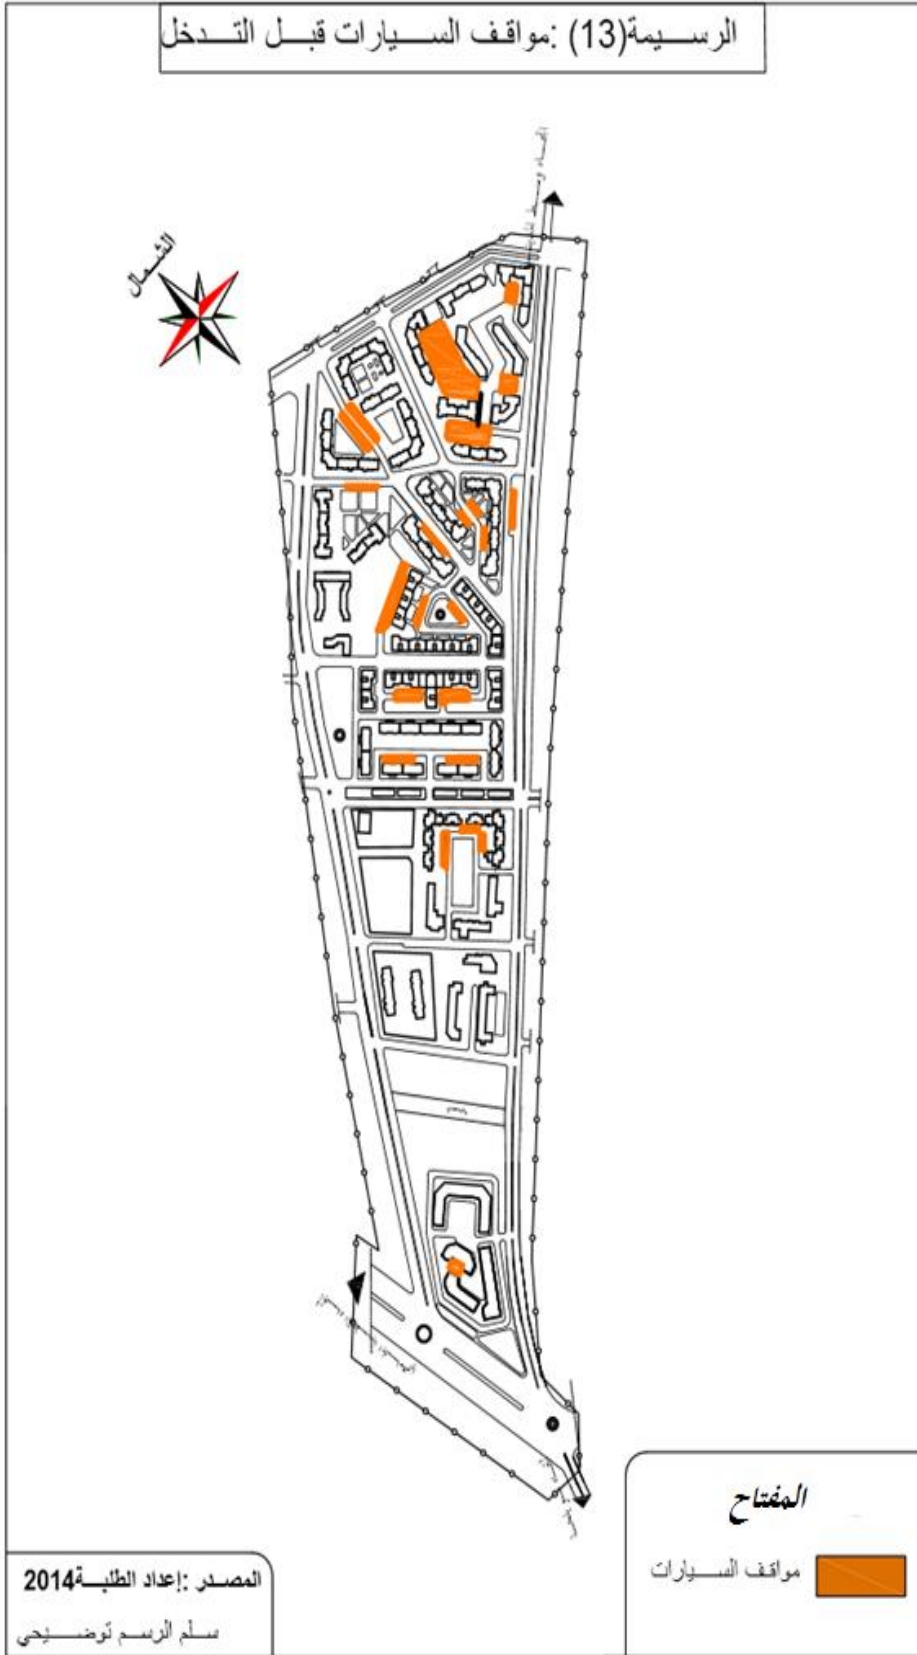 الرسيمة(13) :مواقف السيارات قبل التدخل
الشمال
المفتاح
مواقف السيارات
المصدر :إعداد الطلبة2014
سلم الرسم توضيحي